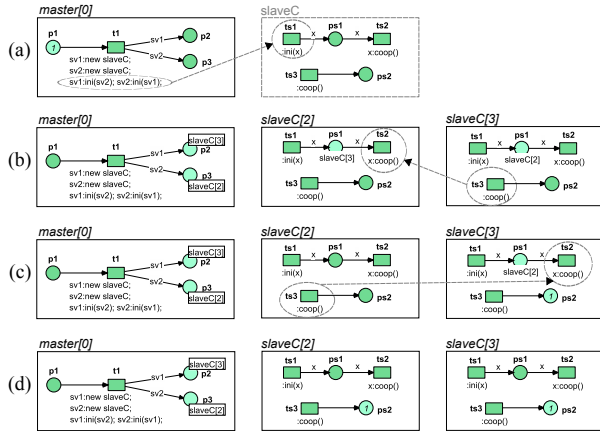 master[0]
slaveC
(a)
p1
1
t1
sv1
sv2
p2
p3
sv1:new slaveC;
sv2:new slaveC;
sv1:ini(sv2); sv2:ini(sv1);
ts1
x
ps1
x
ts2
:ini(x)
x:coop()
ts3
ps2
:coop()
master[0]
slaveC[2]
slaveC[3]
(b)
p1
t1
sv1
sv2
slaveC[3]
p2
p3
slaveC[2]
sv1:new slaveC;
sv2:new slaveC;
sv1:ini(sv2); sv2:ini(sv1);
ts1
x
ps1
x
ts2
:ini(x)
slaveC[3]
x:coop()
ts3
ps2
:coop()
ts1
x
ps1
x
ts2
:ini(x)
slaveC[2]
x:coop()
ts3
ps2
:coop()
master[0]
slaveC[2]
slaveC[3]
(c)
p1
t1
sv1
sv2
slaveC[3]
p2
p3
slaveC[2]
sv1:new slaveC;
sv2:new slaveC;
sv1:ini(sv2); sv2:ini(sv1);
ts1
x
ps1
x
ts2
:ini(x)
x:coop()
ts3
ps2
:coop()
ts1
x
ps1
x
ts2
:ini(x)
slaveC[2]
x:coop()
ts3
1
ps2
:coop()
master[0]
slaveC[2]
slaveC[3]
(d)
p1
t1
sv1
sv2
slaveC[3]
p2
p3
slaveC[2]
sv1:new slaveC;
sv2:new slaveC;
sv1:ini(sv2); sv2:ini(sv1);
ts1
x
ps1
x
ts2
:ini(x)
x:coop()
ts3
1
ps2
:coop()
ts1
x
ps1
x
ts2
:ini(x)
x:coop()
ts3
1
ps2
:coop()